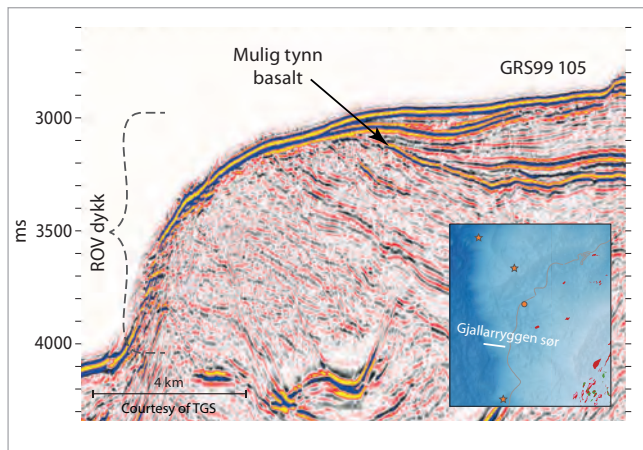 Mulig tynn
basalt
GRS99 105
3000
3500
4000
ms
ROV dykk
Gjallarryggen sør
4 km
Courtesy of TGS